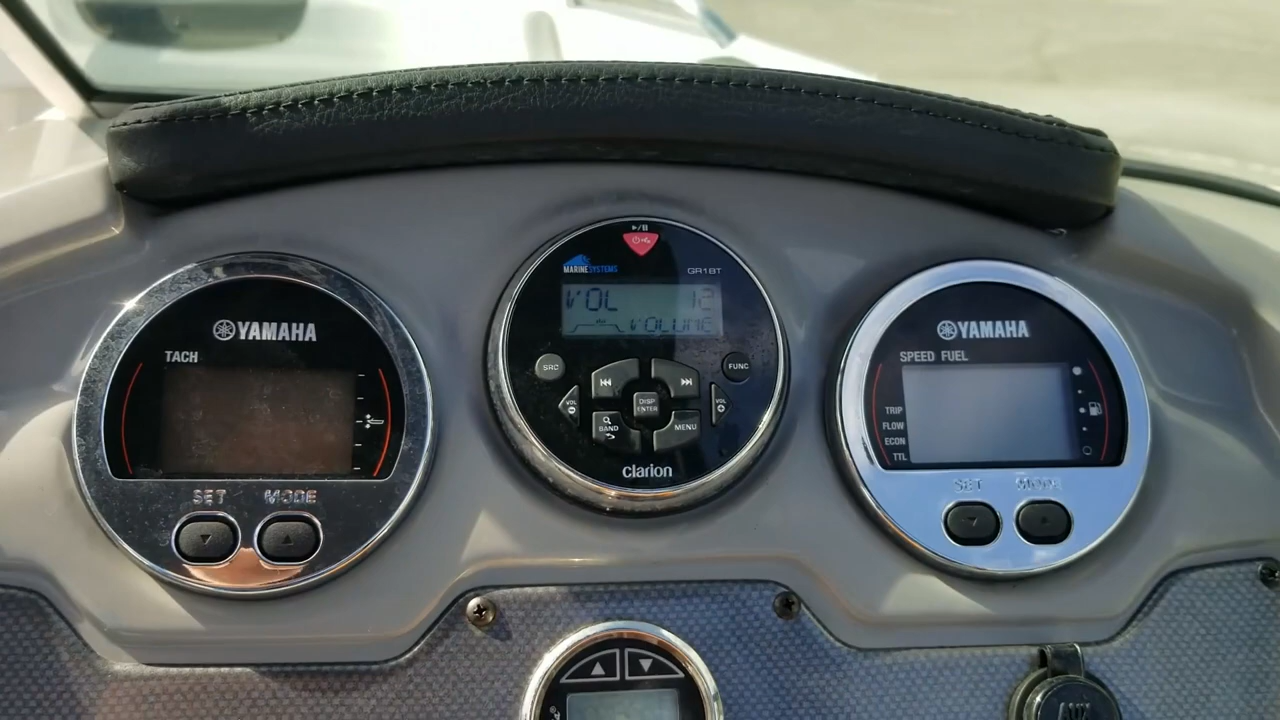 YAMAHA
TACH
SET MODE
MARINE SYSTEMS
GR1BT
VOL 12
VOLUME
SRC
FUNC
VOL
DISP
ENTER
VOL
BAND
MENU
clarion
YAMAHA
SPEED FUEL
TRIP
FLOW
ECON
TTL
SET MODE
AUX